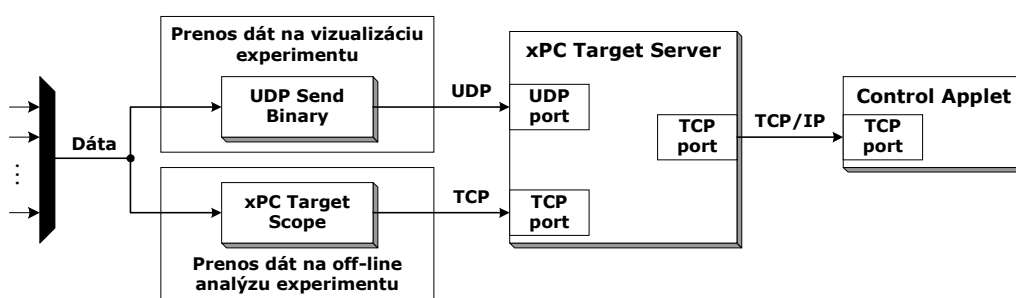 Prenos dát na vizualizáciu
experimentu
UDP Send
Binary
UDP
Dáta
xPC Target
Scope
TCP
Prenos dát na off-line
analýzu experimentu
xPC Target Server
UDP
port
TCP
port
TCP
port
TCP/IP
Control Applet
TCP
port